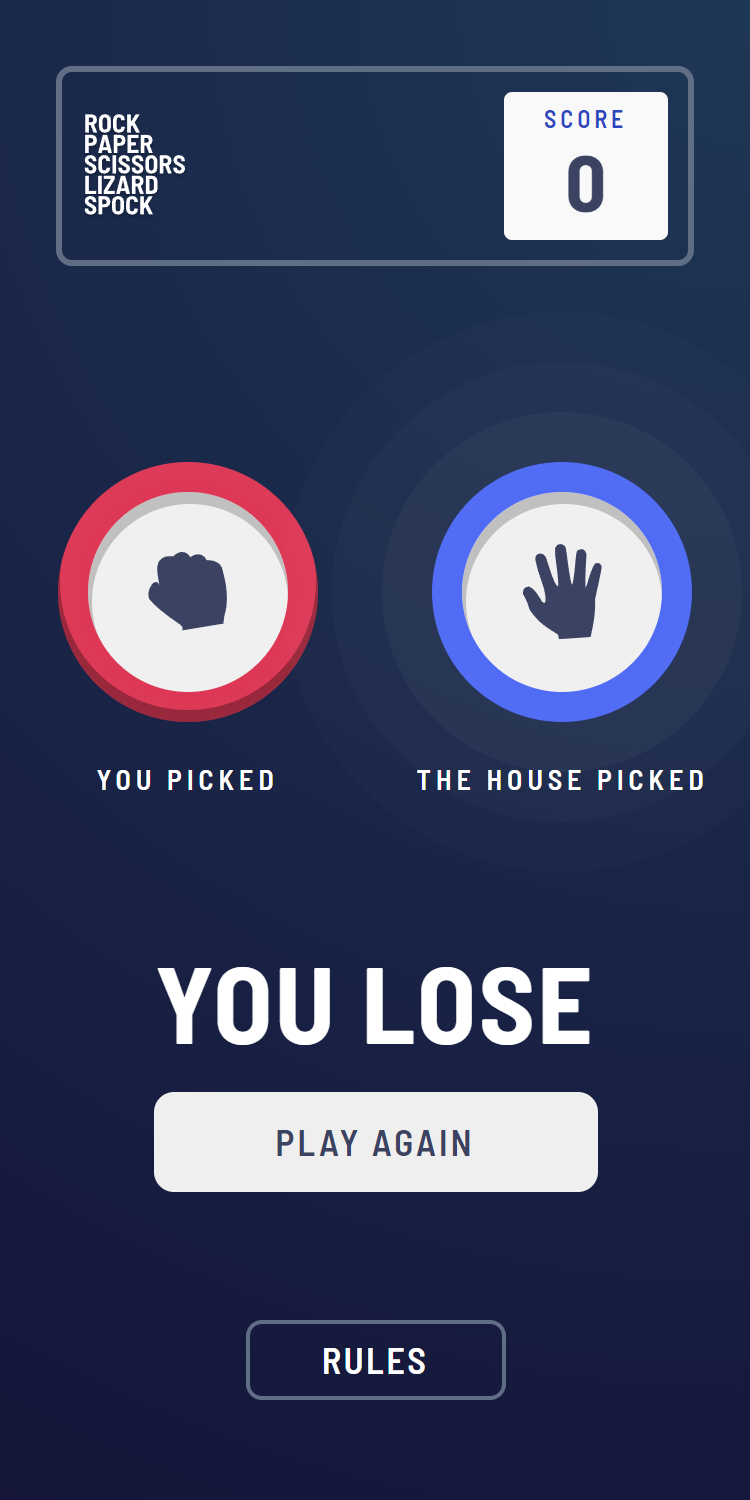 ROCK
PAPER
SCISSORS
LIZARD
SPOCK
SCORE
0
YOU PICKED
THE HOUSE PICKED
YOU LOSE
PLAY AGAIN
RULES